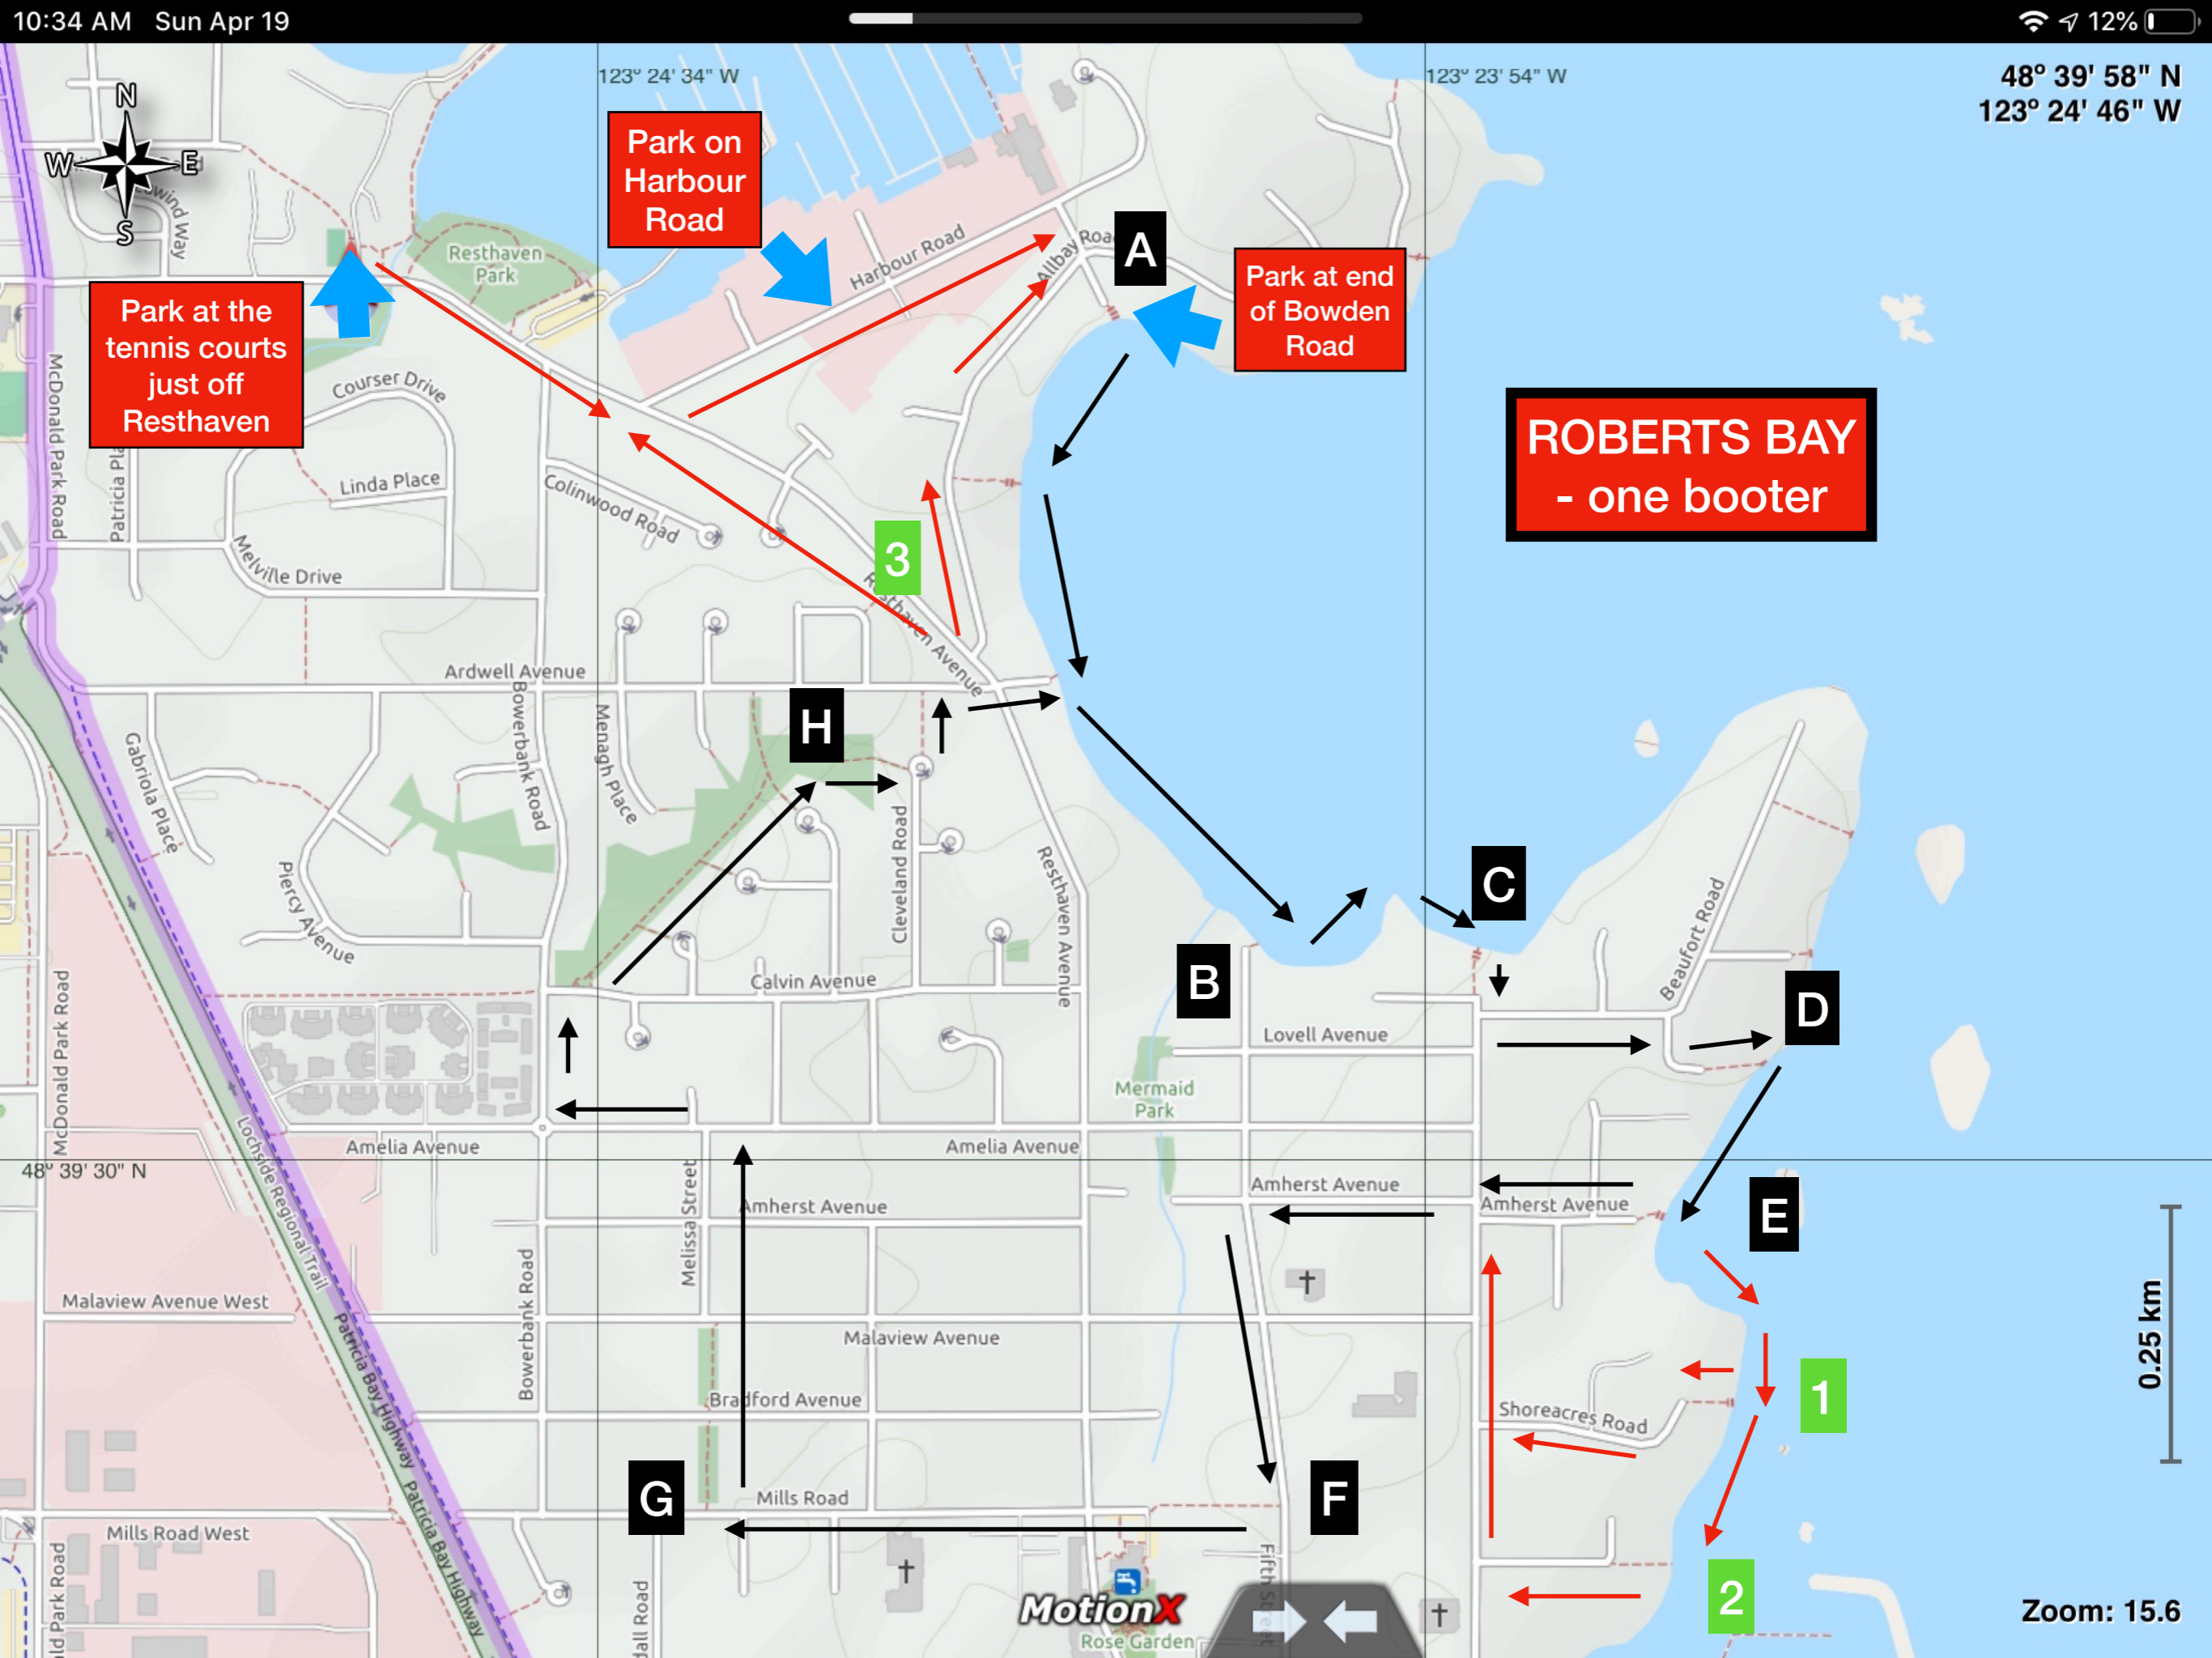 10:34 AM Sun Apr 19
12%
123° 24' 34" W
123° 23' 54" W
48° 39' 58" N
123° 24' 46" W
N
W
E
S
Park on
Harbour
Road
Resthaven
Park
Harbour Road
Allbay Road
A
Park at end
of Bowden
Road
Park at the
tennis courts
just off
Resthaven
ROBERTS BAY
- one booter
McDonald Park Road
Courser Drive
Linda Place
Colinwood Road
Melville Drive
3
Resthaven Avenue
Ardwell Avenue
Bowerbank Road
Menagh Place
H
Gabriola Place
Piercy Avenue
Cleveland Road
Resthaven Avenue
C
B
Beaufort Road
D
Calvin Avenue
Lovell Avenue
McDonald Park Road
Mermaid
Park
Amelia Avenue
Amelia Avenue
48° 39' 30" N
Lochside Regional Trail
Melissa Street
Amherst Avenue
Amherst Avenue
Amherst Avenue
E
Malaview Avenue West
Bowerbank Road
Malaview Avenue
Patricia Bay Highway
Bradford Avenue
Shoreacres Road
1
0.25 km
G
Mills Road
F
Mills Road West
Patricia Bay Highway
Fifth Street
2
MotionX
Rose Garden
Zoom: 15.6